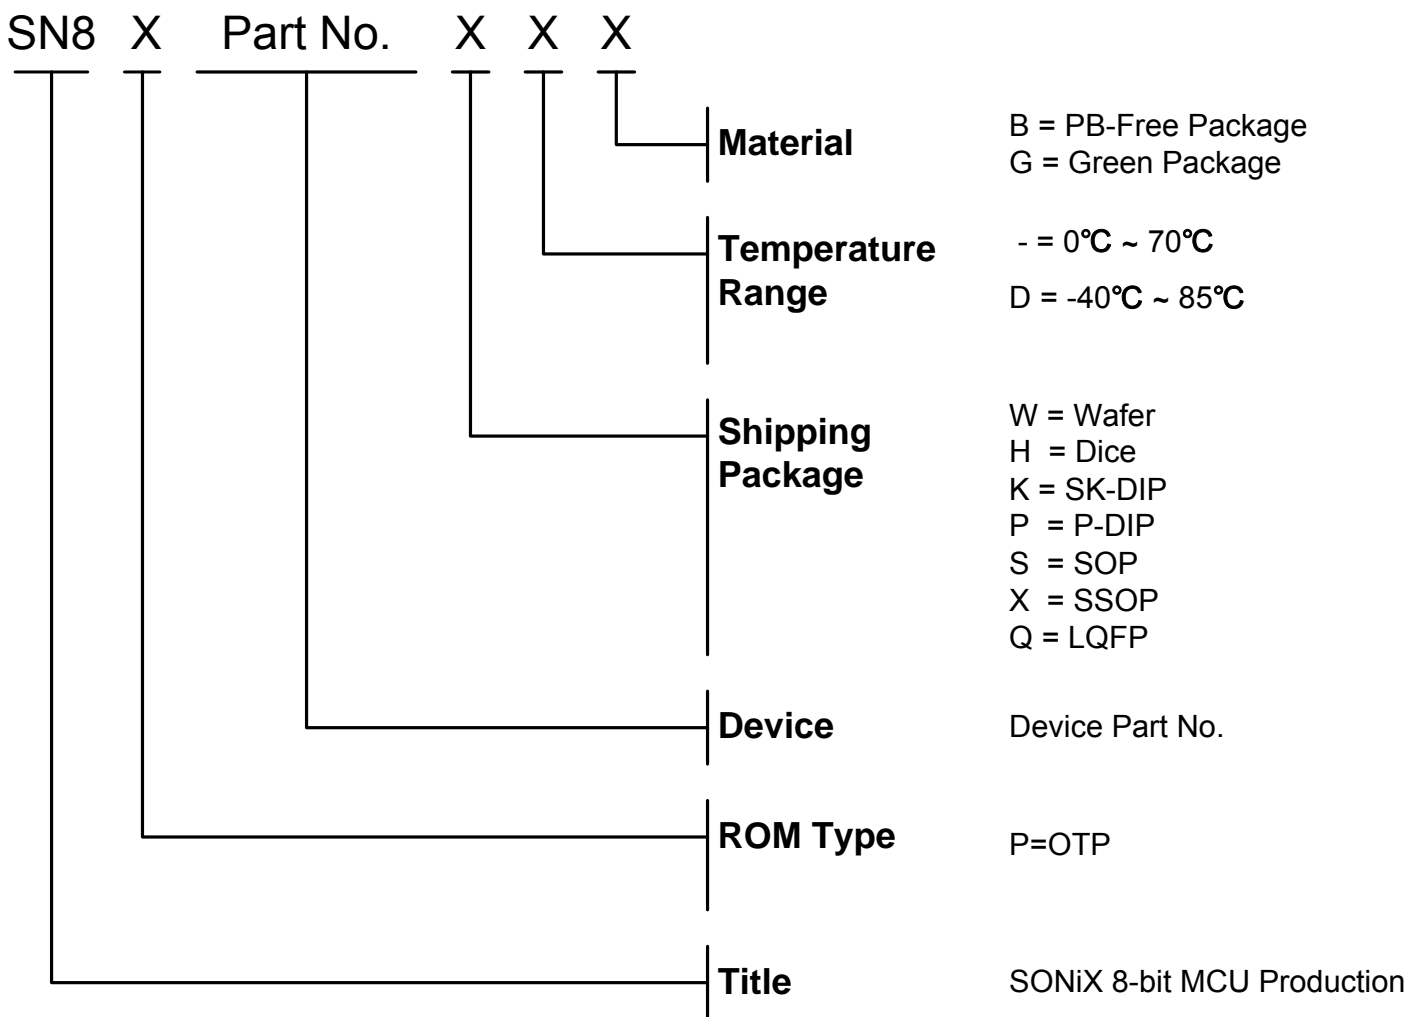 SN8 X Part No. X X X
Material
B = PB-Free Package
G = Green Package
Temperature
Range
- = 0℃ ~ 70℃
D = -40℃ ~ 85℃
Shipping
Package
W = Wafer
H = Dice
K = SK-DIP
P = P-DIP
S = SOP
X = SSOP
Q = LQFP
Device
Device Part No.
ROM Type
P=OTP
Title
SONiX 8-bit MCU Production